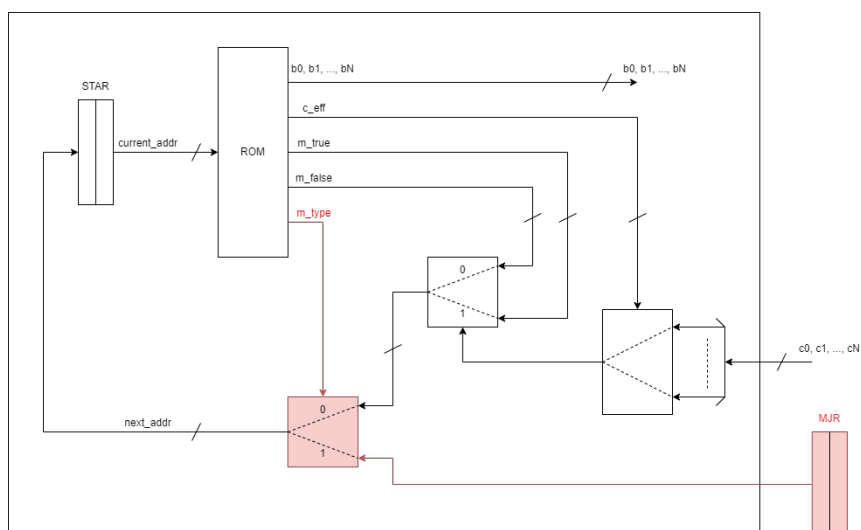 b0, b1, ..., bN
b0, b1, ..., bN
STAR
c_eff
current_addr
m_true
ROM
m_false
m_type
0
1
c0, c1, ..., cN
0
next_addr
MJR
1